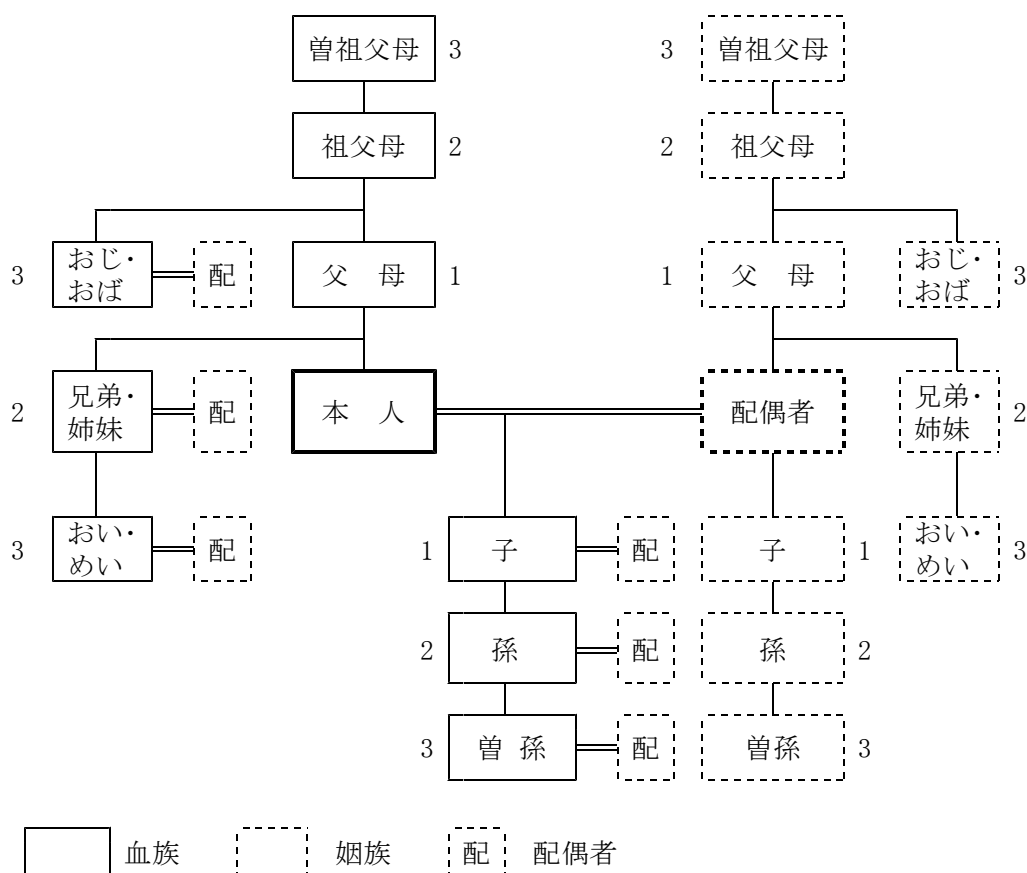 曽祖父母 3
3 曽祖父母
祖父母 2
2 祖父母
3 おじ・
おば
配
父 母 1
1 父 母
おじ・
おば 3
2 兄弟・
姉妹
配
本 人
配偶者
兄弟・
姉妹 2
3 おい・
めい
配
1 子 配
子 1
おい・
めい 3
2 孫 配
孫 2
3 曽 孫 配
曽孫 3
血族
姻族
配 配偶者